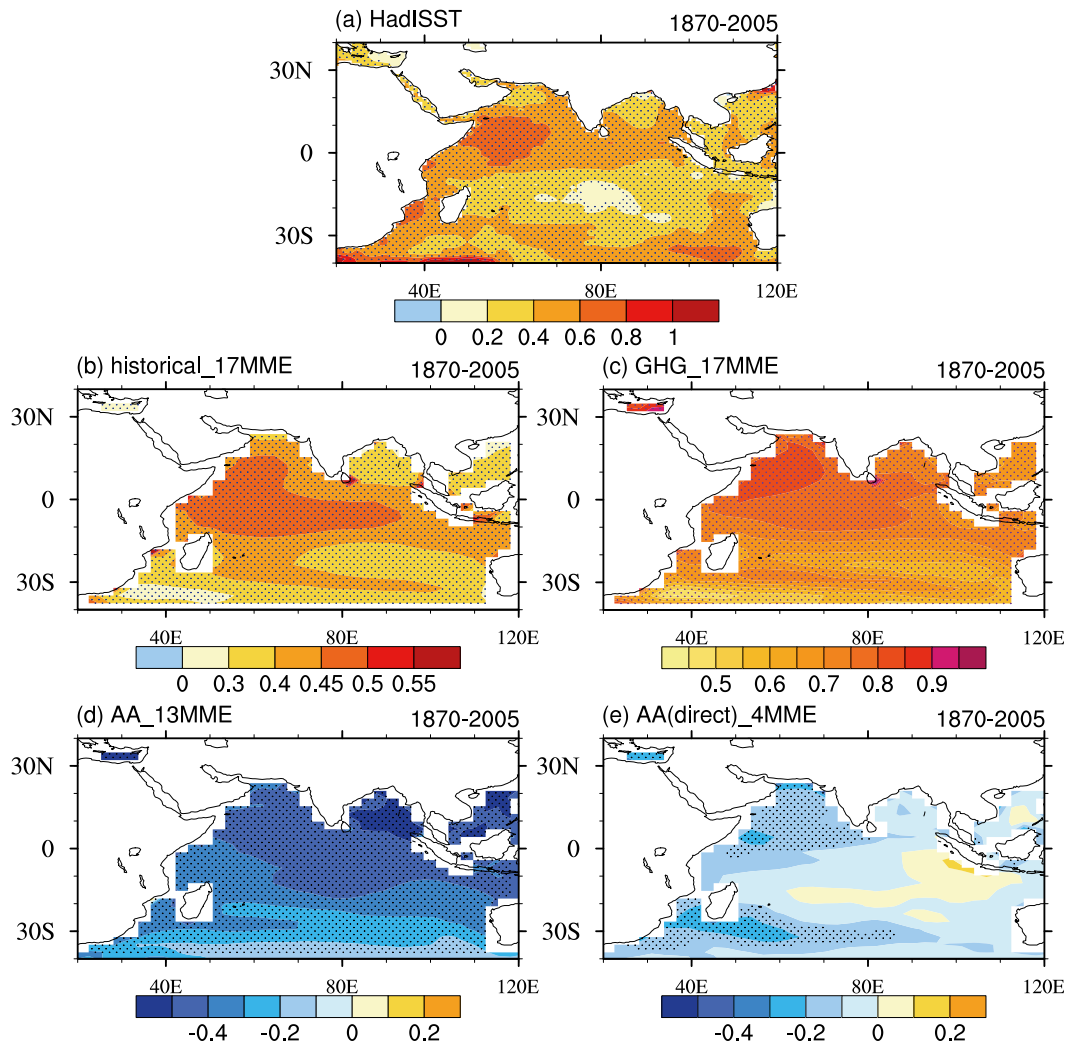 (a) HadISST 1870-2005
30N
0
30S
40E 80E 120E
0 0.2 0.4 0.6 0.8 1
(b) historical_17MME 1870-2005
30N
0
30S
40E 80E 120E
0 0.3 0.4 0.45 0.5 0.55
(c) GHG_17MME 1870-2005
30N
0
30S
40E 80E 120E
0.5 0.6 0.7 0.8 0.9
(d) AA_13MME 1870-2005
30N
0
30S
40E 80E 120E
-0.4 -0.2 0 0.2
(e) AA(direct)_4MME 1870-2005
30N
0
30S
40E 80E 120E
-0.4 -0.2 0 0.2